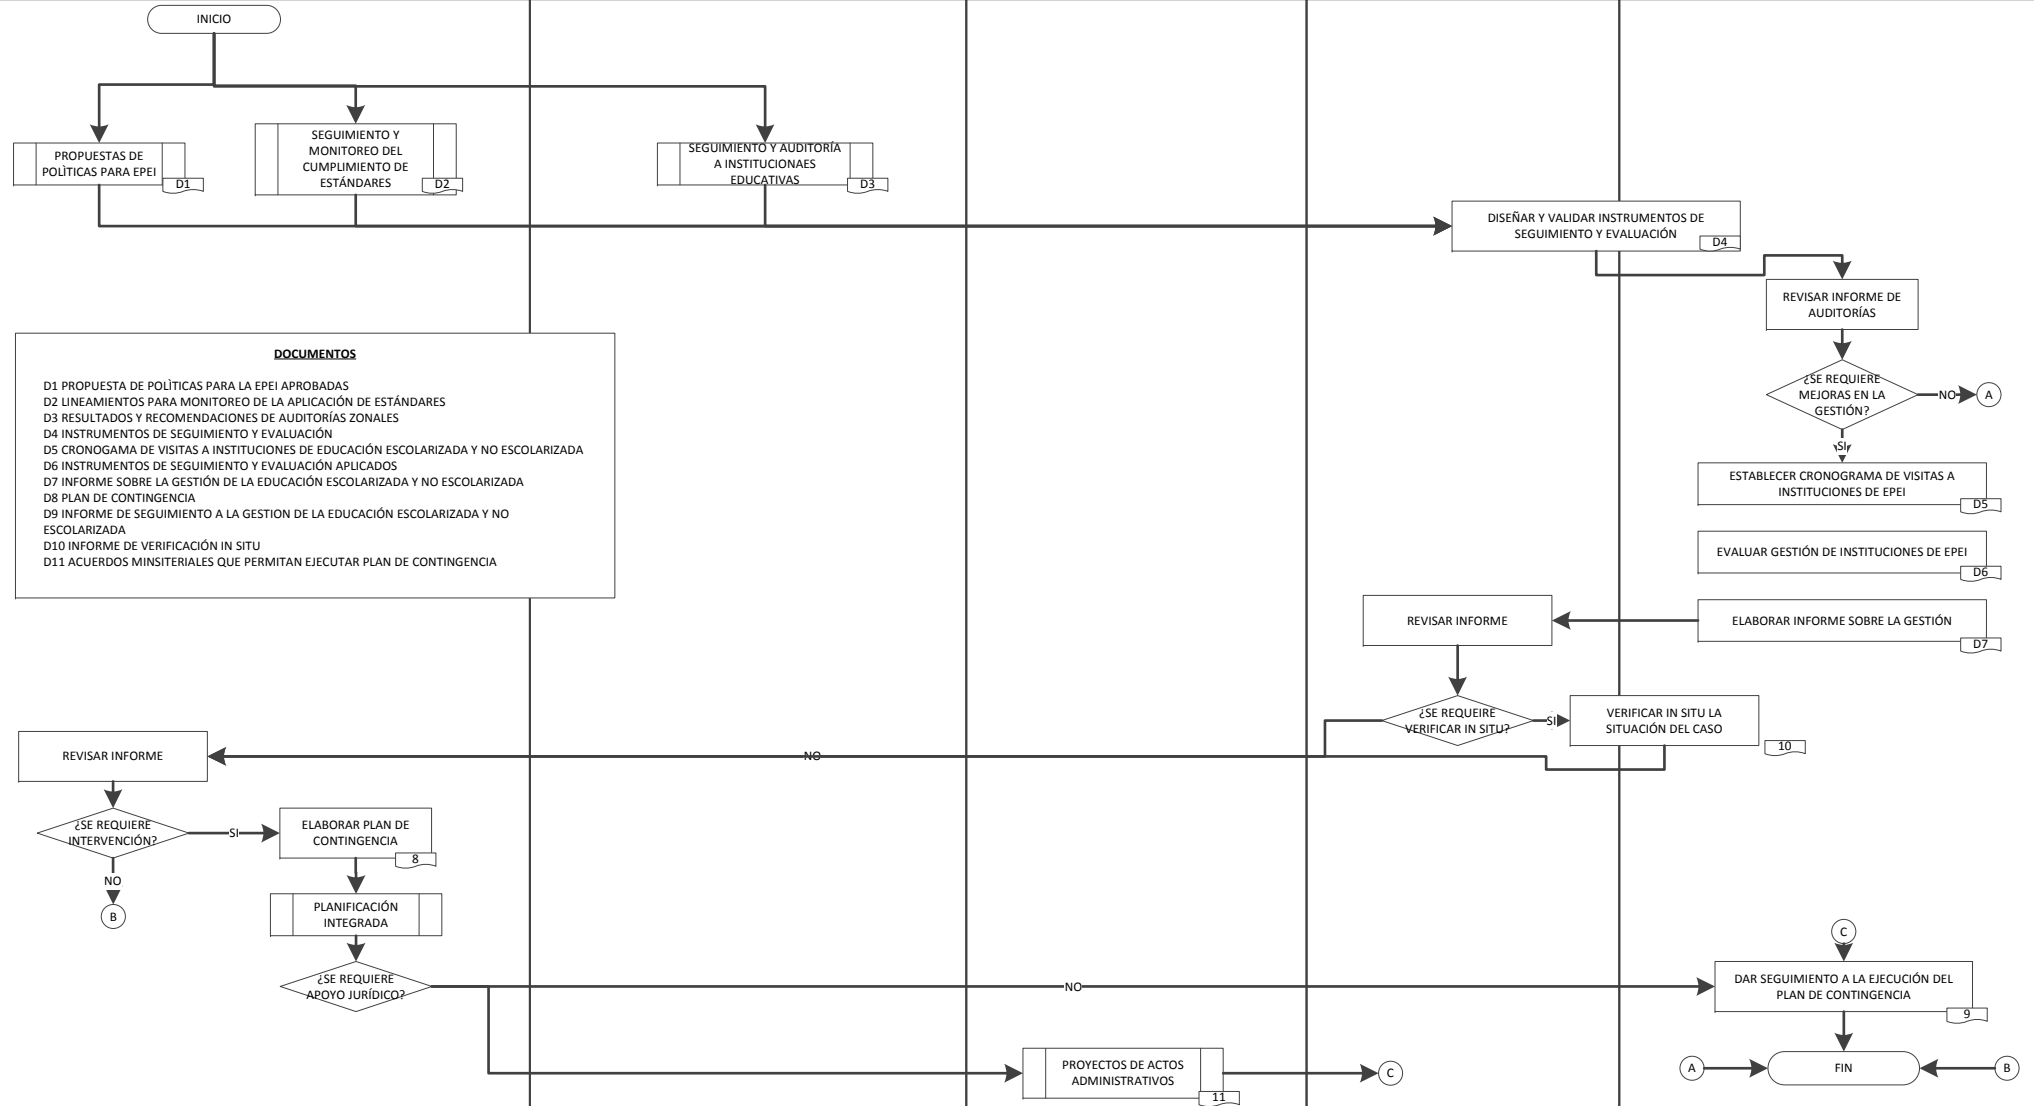 INICIO
PROPUESTAS DE
POLÌTICAS PARA EPEI
D1
SEGUIMIENTO Y
MONITOREO DEL
CUMPLIMIENTO DE
ESTÁNDARES
D2
SEGUIMIENTO Y AUDITORÍA
A INSTITUCIONAES
EDUCATIVAS
D3
DISEÑAR Y VALIDAR INSTRUMENTOS DE
SEGUIMIENTO Y EVALUACIÓN
D4
REVISAR INFORME DE
AUDITORÍAS
¿SE REQUIERE
MEJORAS EN LA
GESTIÓN?
NO
A
SI
ESTABLECER CRONOGRAMA DE VISITAS A
INSTITUCIONES DE EPEI
D5
EVALUAR GESTIÓN DE INSTITUCIONES DE EPEI
D6
ELABORAR INFORME SOBRE LA GESTIÓN
D7
DOCUMENTOS
D1 PROPUESTA DE POLÌTICAS PARA LA EPEI APROBADAS
D2 LINEAMIENTOS PARA MONITOREO DE LA APLICACIÓN DE ESTÁNDARES
D3 RESULTADOS Y RECOMENDACIONES DE AUDITORÍAS ZONALES
D4 INSTRUMENTOS DE SEGUIMIENTO Y EVALUACIÓN
D5 CRONOGAMA DE VISITAS A INSTITUCIONES DE EDUCACIÓN ESCOLARIZADA Y NO ESCOLARIZADA
D6 INSTRUMENTOS DE SEGUIMIENTO Y EVALUACIÓN APLICADOS
D7 INFORME SOBRE LA GESTIÓN DE LA EDUCACIÓN ESCOLARIZADA Y NO ESCOLARIZADA
D8 PLAN DE CONTINGENCIA
D9 INFORME DE SEGUIMIENTO A LA GESTION DE LA EDUCACIÓN ESCOLARIZADA Y NO
ESCOLARIZADA
D10 INFORME DE VERIFICACIÓN IN SITU
D11 ACUERDOS MINSITERIALES QUE PERMITAN EJECUTAR PLAN DE CONTINGENCIA
REVISAR INFORME
¿SE REQUEIRE
VERIFICAR IN SITU?
SI
VERIFICAR IN SITU LA
SITUACIÓN DEL CASO
10
NO
REVISAR INFORME
¿SE REQUIERE
INTERVENCIÓN?
SI
NO
B
ELABORAR PLAN DE
CONTINGENCIA
8
PLANIFICACIÓN
INTEGRADA
¿SE REQUIERE
APOYO JURÍDICO?
NO
PROYECTOS DE ACTOS
ADMINISTRATIVOS
11
C
C
DAR SEGUIMIENTO A LA EJECUCIÓN DEL
PLAN DE CONTINGENCIA
9
A
FIN
B